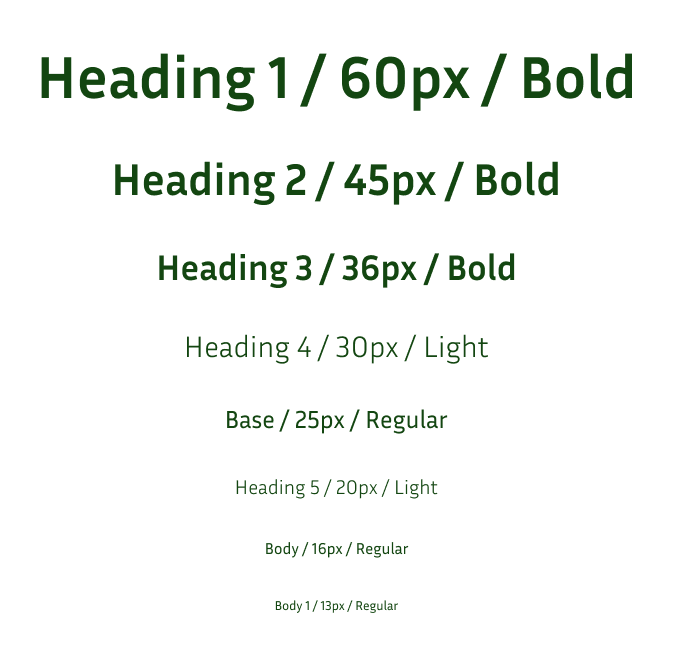 Heading 1 / 60px / Bold
Heading 2 / 45px / Bold
Heading 3 / 36px / Bold
Heading 4 / 30px / Light
Base / 25px / Regular
Heading 5 / 20px / Light
Body / 16px / Regular
Body 1 / 13px / Regular